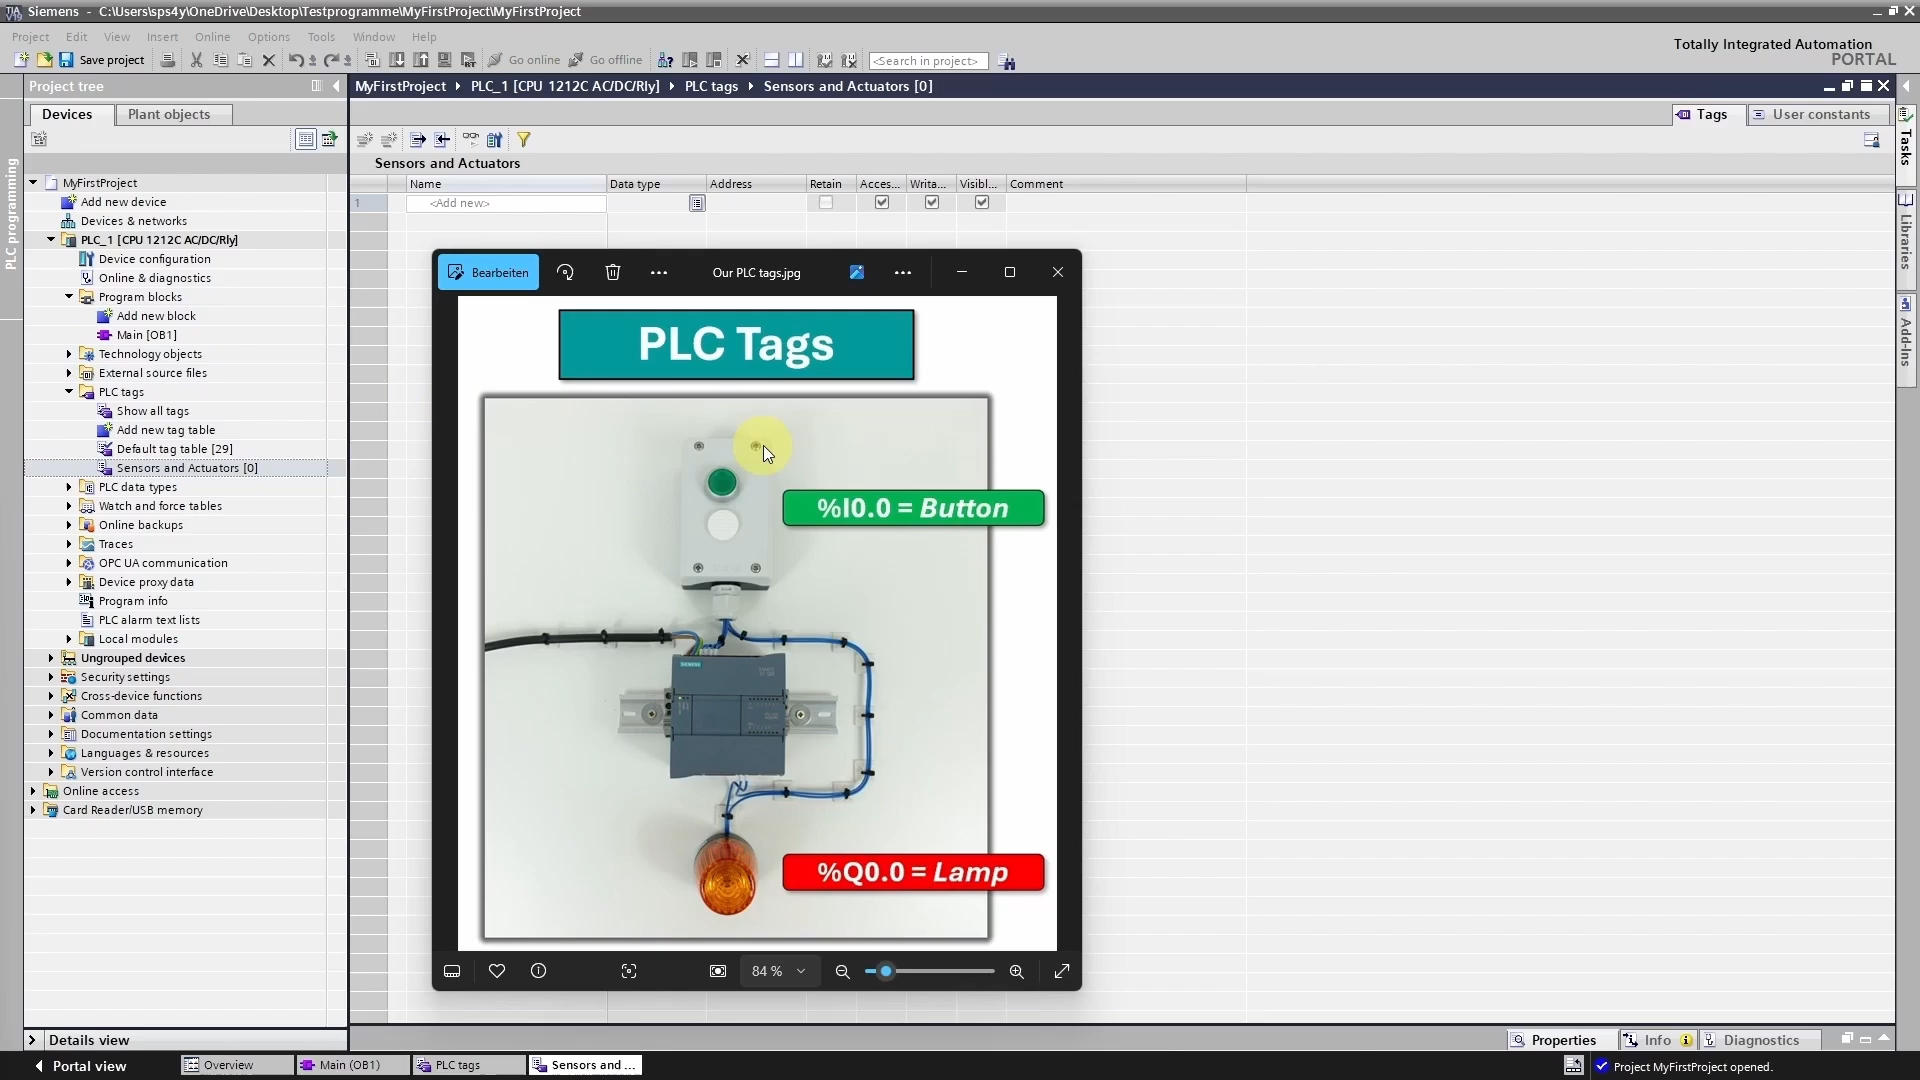 Siemens - C:\Users\sps4y\OneDrive\Desktop\Testprogramme\MyFirstProject\MyFirstProject
Project Edit View Insert Online Options Tools Window Help
Totally Integrated Automation
PORTAL
Save project
Go online
Go offline
<Search in project>
Project tree
MyFirstProject PLC_1 [CPU 1212C AC/DC/Rly] PLC tags Sensors and Actuators [0]
Devices
Plant objects
Tags
User constants
PLC programming
Tasks
Libraries
Add-Ins
Sensors and Actuators
Name Data type Address Retain Acces... Writa... Visibl... Comment
1 <Add new>
MyFirstProject
Add new device
Devices & networks
PLC_1 [CPU 1212C AC/DC/Rly]
Device configuration
Online & diagnostics
Program blocks
Add new block
Main [OB1]
Technology objects
External source files
PLC tags
Show all tags
Add new tag table
Default tag table [29]
Sensors and Actuators [0]
PLC data types
Watch and force tables
Online backups
Traces
OPC UA communication
Device proxy data
Program info
PLC alarm text lists
Local modules
Ungrouped devices
Security settings
Cross-device functions
Common data
Documentation settings
Languages & resources
Version control interface
Online access
Card Reader/USB memory
Bearbeiten
Our PLC tags.jpg
PLC Tags
%I0.0 = Button
SIEMENS
%Q0.0 = Lamp
84 %
Details view
Properties
Info
Diagnostics
Portal view
Overview
Main (OB1)
PLC tags
Sensors and ...
Project MyFirstProject opened.